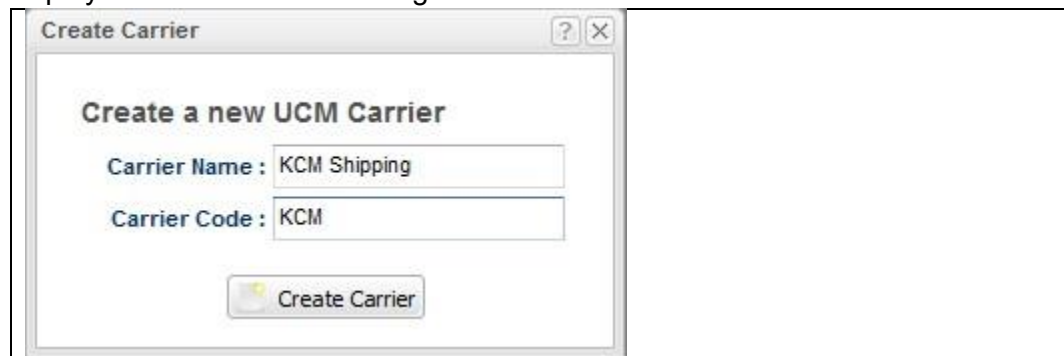 Create Carrier
Create a new UCM Carrier
Carrier Name : KCM Shipping
Carrier Code : KCM
Create Carrier